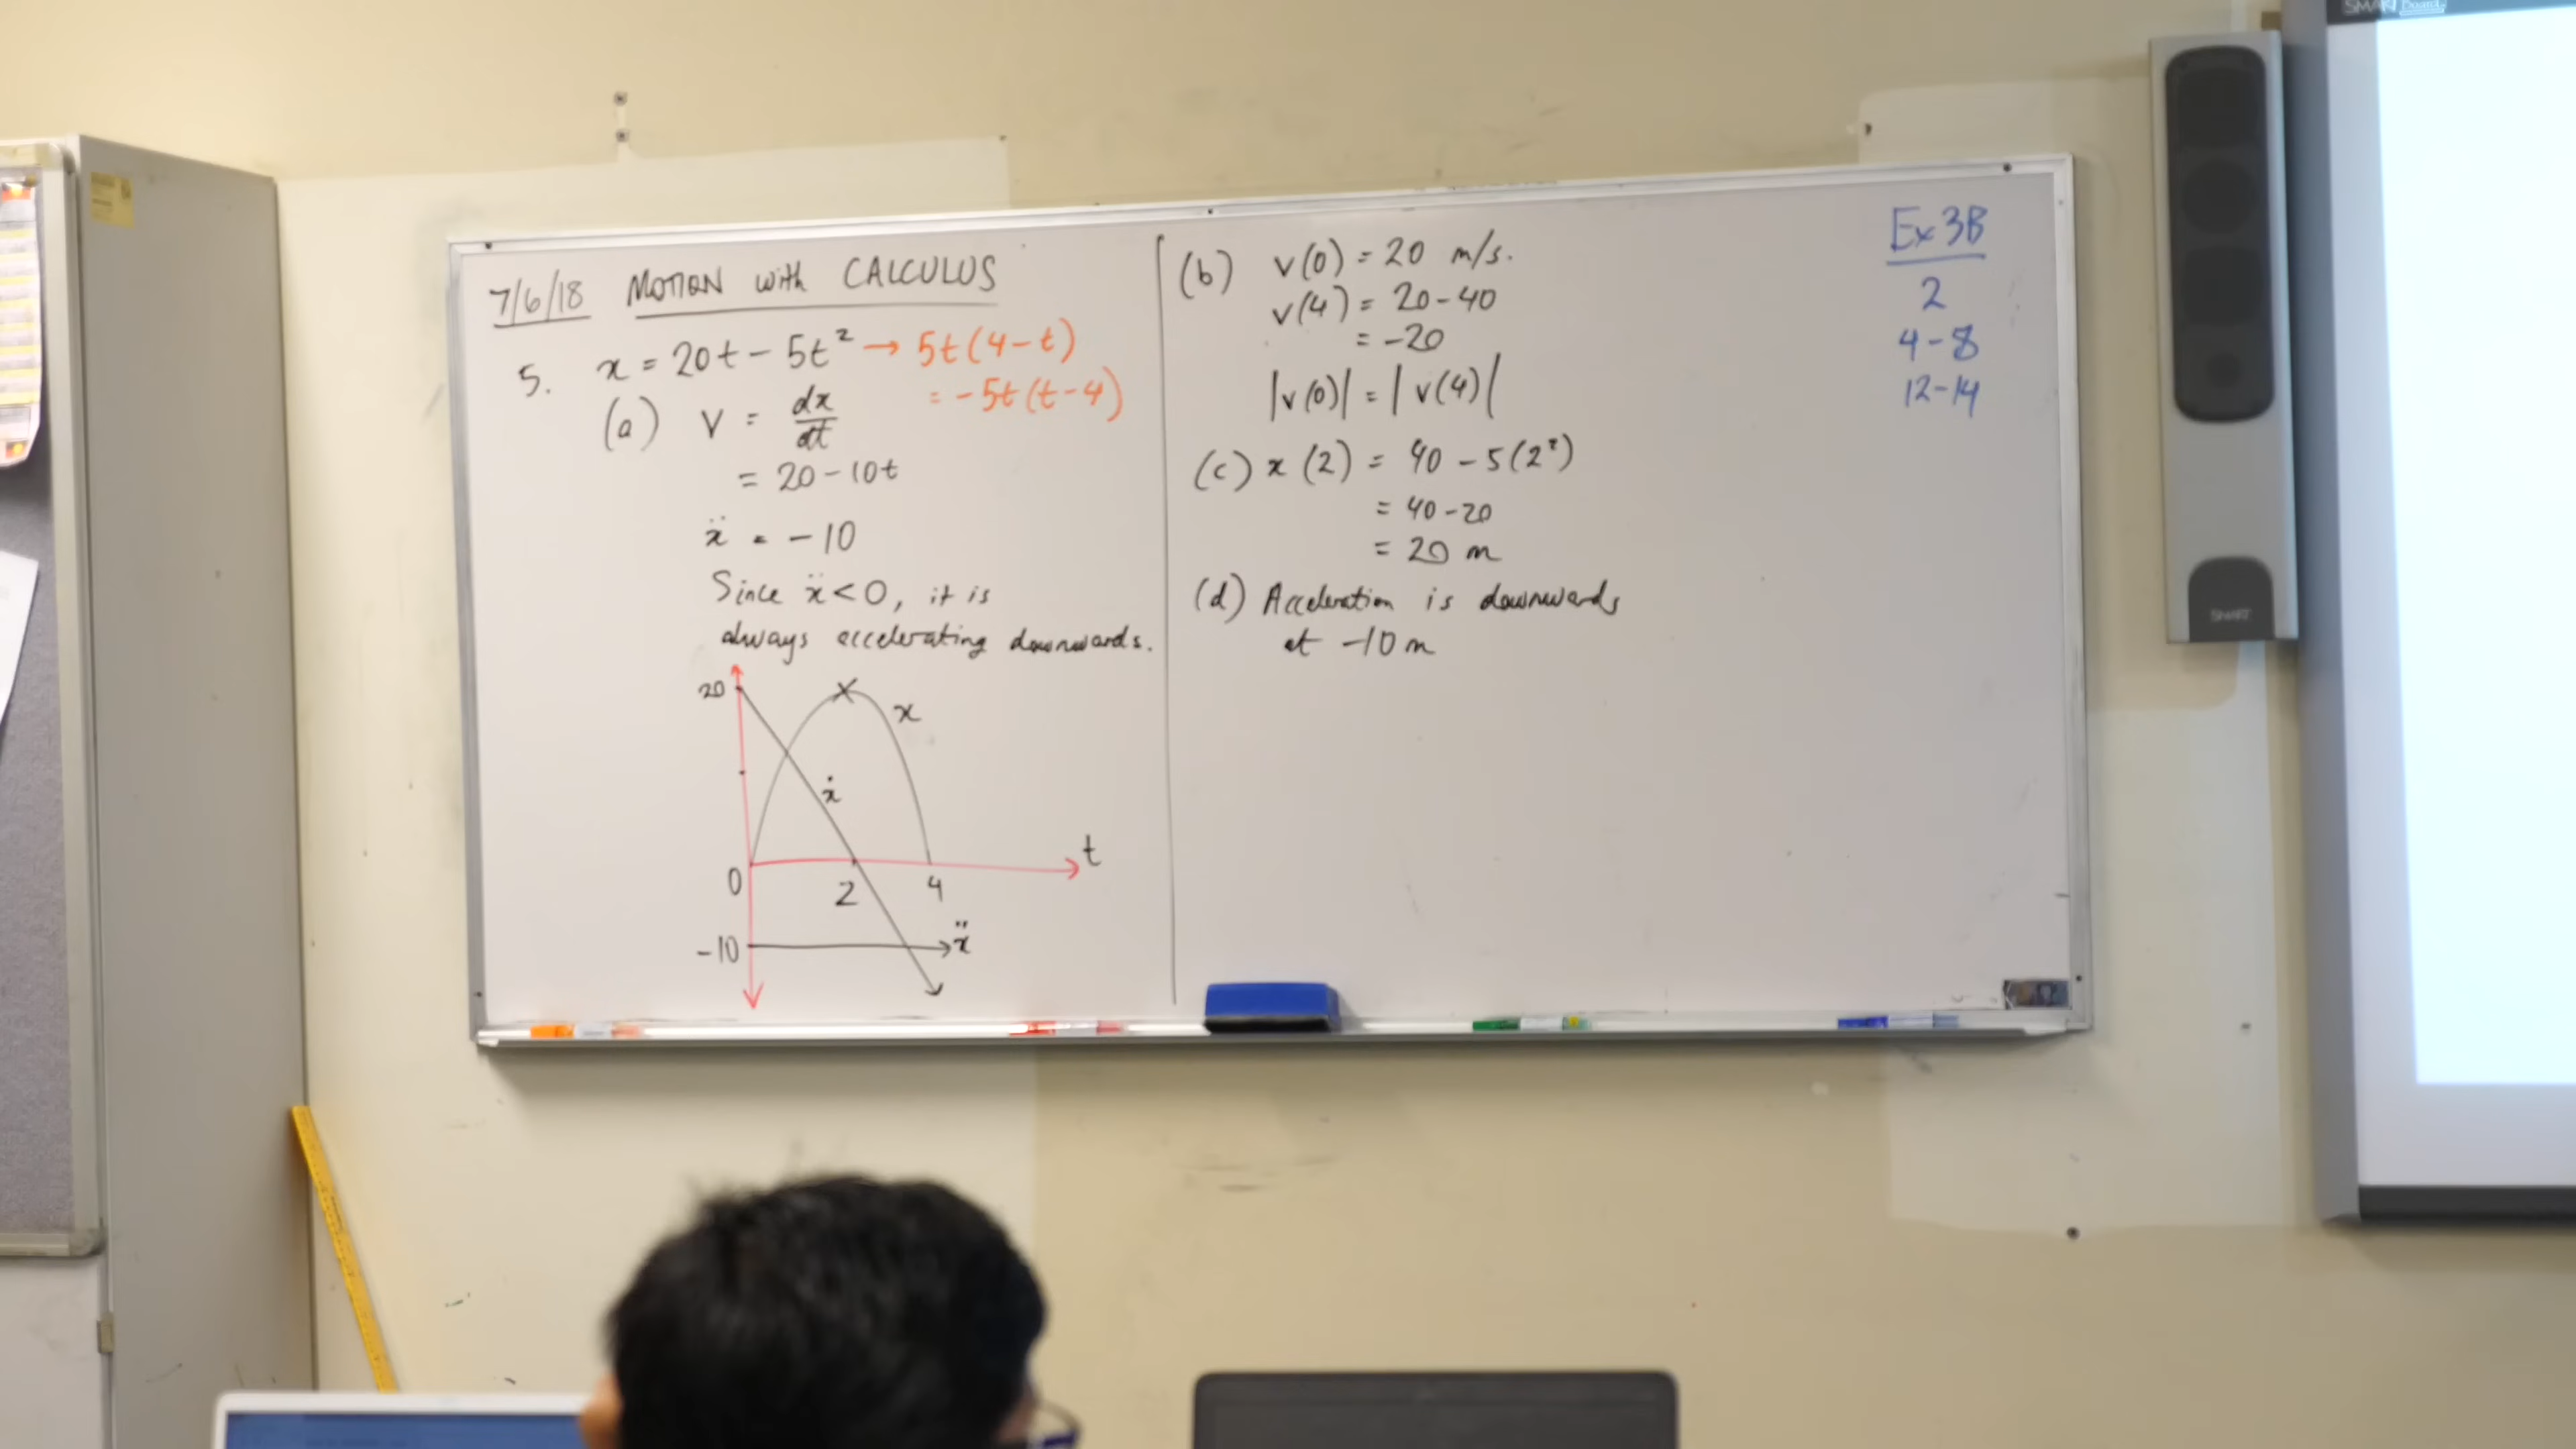 7/6/18 MOTION with CALCULUS
5. x = 20t - 5t² → 5t(4-t)
= -5t(t-4)
(a) v = dx/dt
= 20 - 10t
ẍ = -10
Since ẍ < 0, it is
always accelerating downwards.
20
x
ẋ
t
0
2
4
-10
ẍ
(b) v(0) = 20 m/s.
v(4) = 20 - 40
= -20
|v(0)| = |v(4)|
(c) x(2) = 40 - 5(2²)
= 40 - 20
= 20 m
(d) Acceleration is downwards
at -10 m
Ex 3B
2
4-8
12-14
SMART
SMART Board